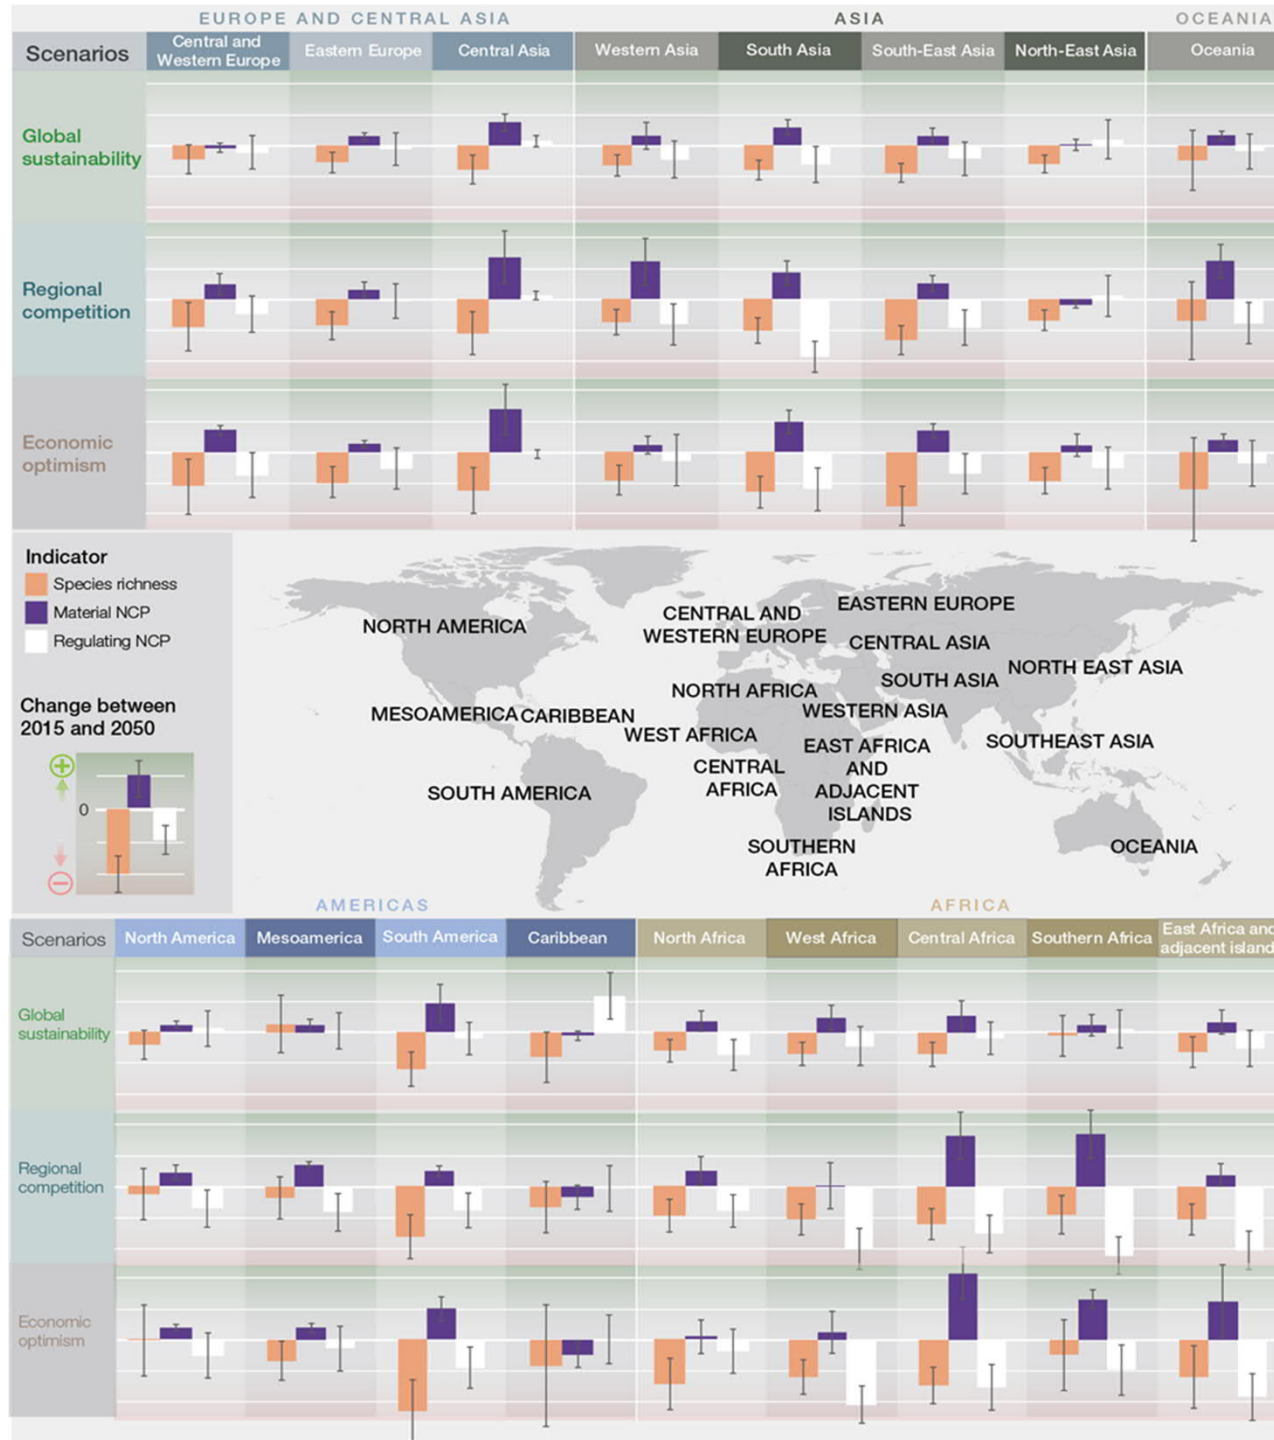 EUROPE AND CENTRAL ASIA ASIA OCEANIA
Scenarios Central and Western Europe Eastern Europe Central Asia Western Asia South Asia South-East Asia North-East Asia Oceania
Global
sustainability
Regional
competition
Economic
optimism
Indicator
Species richness
Material NCP
Regulating NCP
Change between
2015 and 2050
0
NORTH AMERICA
CENTRAL AND
WESTERN EUROPE
EASTERN EUROPE
CENTRAL ASIA
NORTH EAST ASIA
SOUTH ASIA
NORTH AFRICA
WESTERN ASIA
MESOAMERICA
CARIBBEAN
WEST AFRICA
SOUTHEAST ASIA
EAST AFRICA
AND
ADJACENT
ISLANDS
CENTRAL
AFRICA
SOUTH AMERICA
SOUTHERN
AFRICA
OCEANIA
AMERICAS AFRICA
Scenarios North America Mesoamerica South America Caribbean North Africa West Africa Central Africa Southern Africa East Africa and adjacent island
Global
sustainability
Regional
competition
Economic
optimism